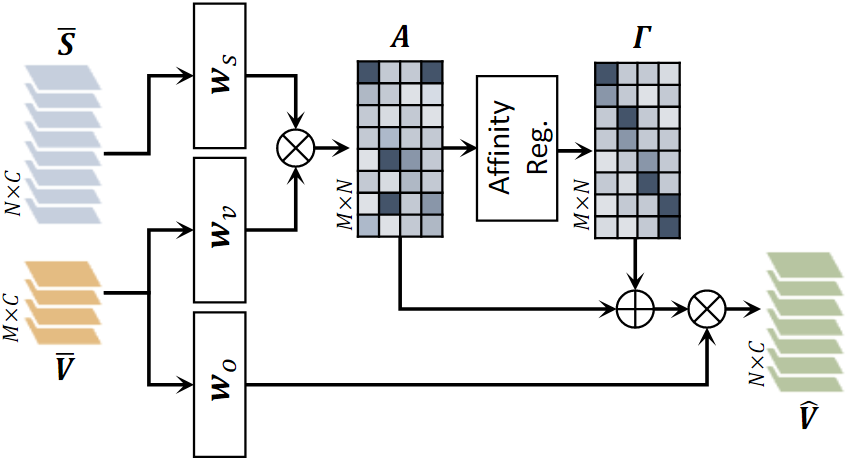 S̅
N×C
V̅
M×C
w_s
w_v
w_o
A
M×N
Affinity
Reg.
Γ
M×N
N×C
V̂